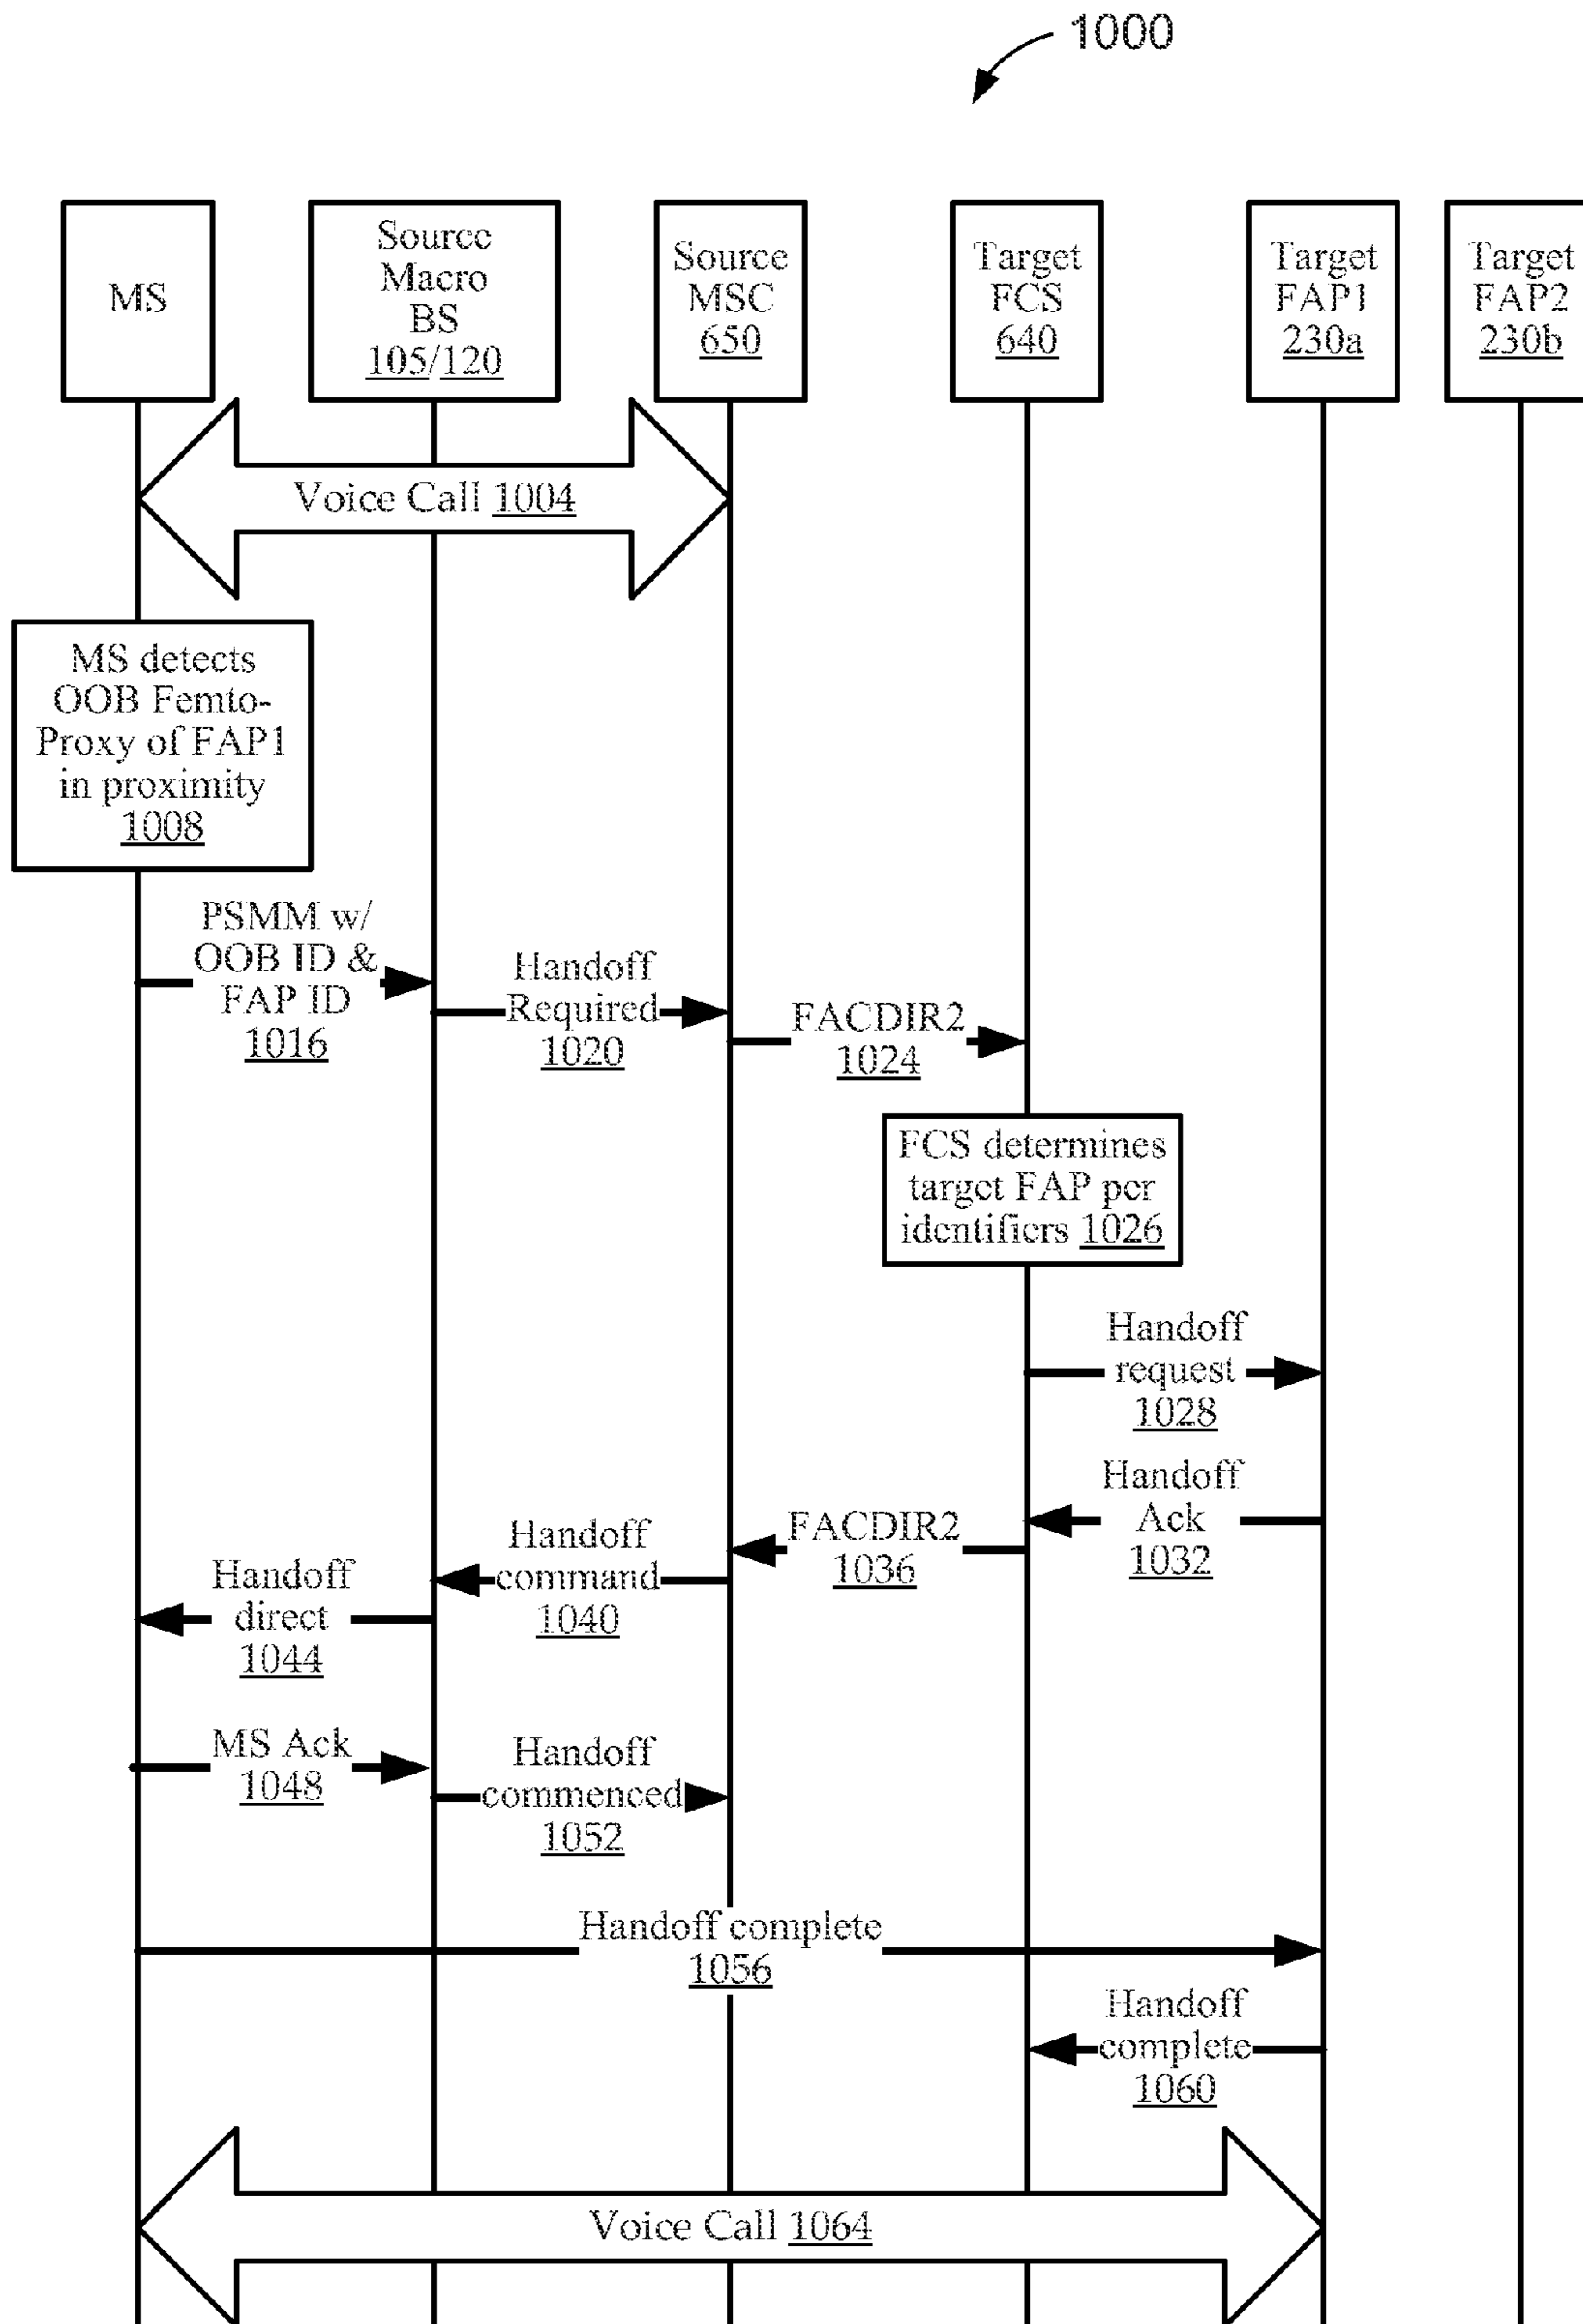 1000
MS
Source
Macro
BS
105/120
Source
MSC
650
Target
FCS
640
Target
FAP1
230a
Target
FAP2
230b
Voice Call 1004
MS detects
OOB Femto-
Proxy of FAP1
in proximity
1008
PSMM w/
OOB ID &
FAP ID
1016
Handoff
Required
1020
FACDIR2
1024
FCS determines
target FAP per
identifiers 1026
Handoff
request
1028
Handoff
Ack
1032
FACDIR2
1036
Handoff
command
1040
Handoff
direct
1044
MS Ack
1048
Handoff
commenced
1052
Handoff complete
1056
Handoff
complete
1060
Voice Call 1064